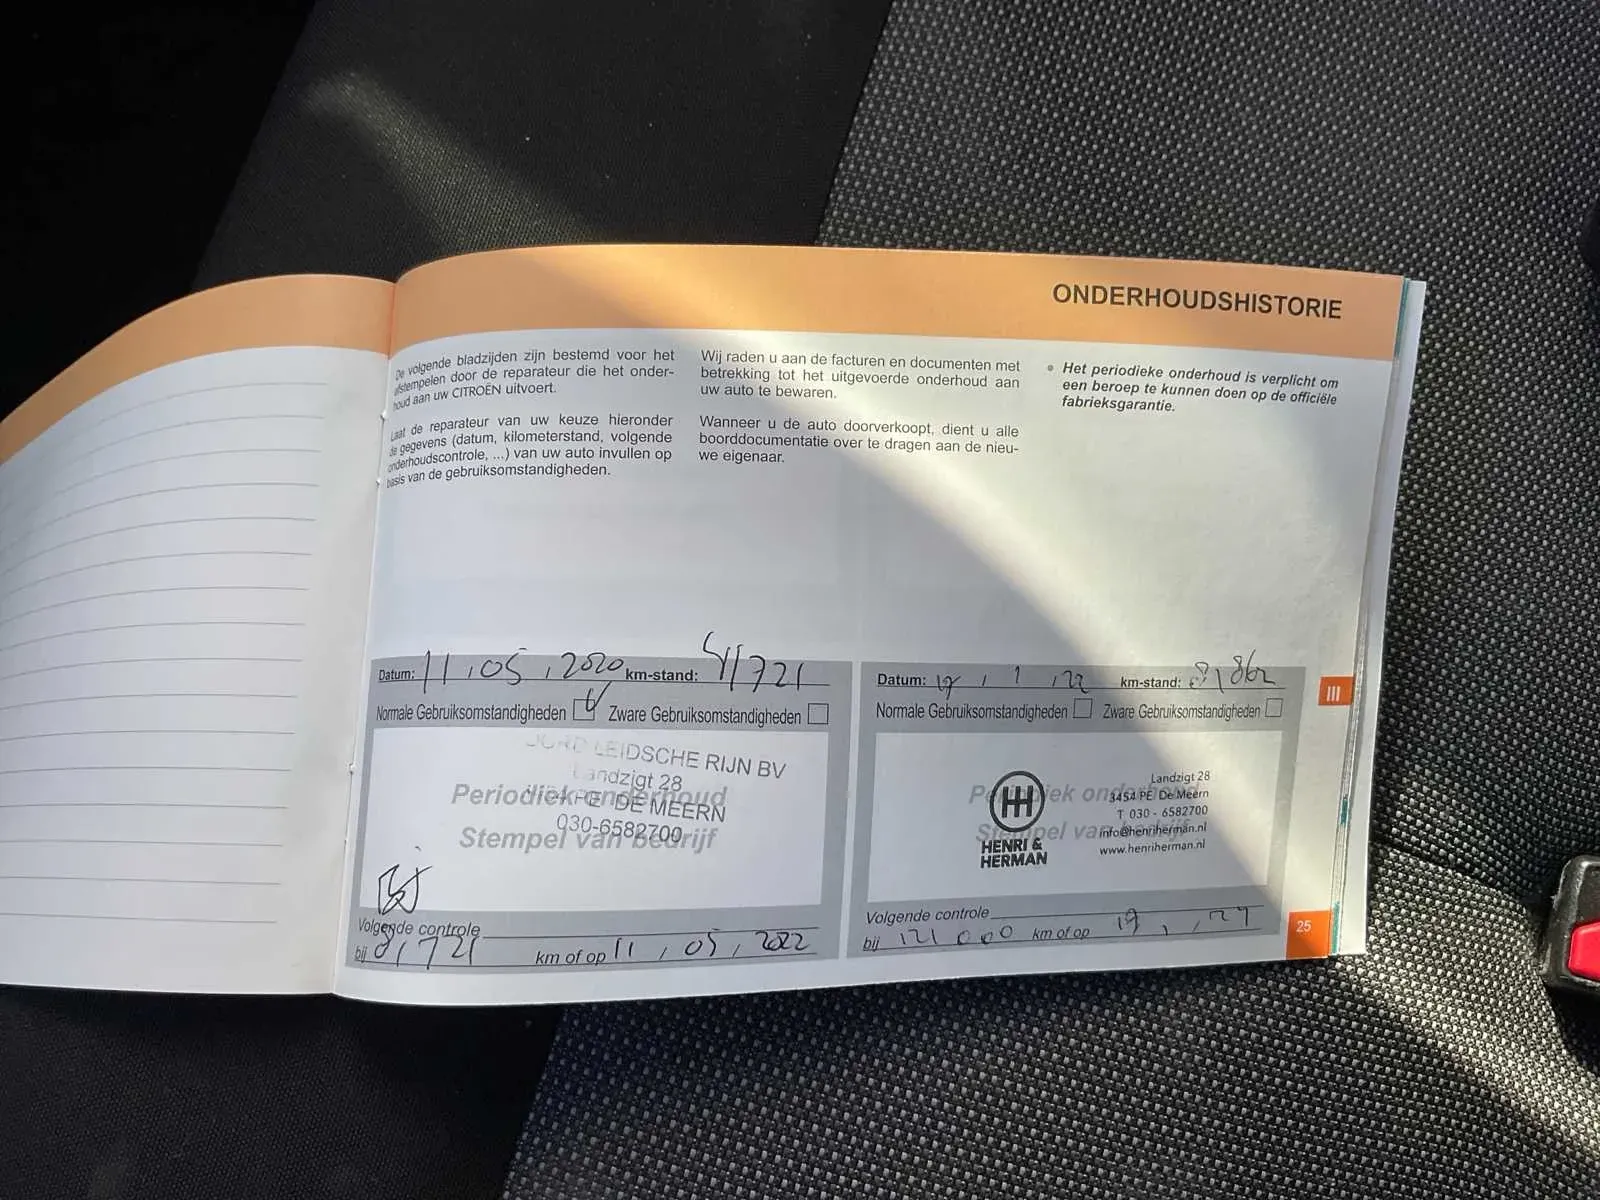 ONDERHOUDSHISTORIE
De volgende bladzijden zijn bestemd voor het
afstempelen door de reparateur die het onder-
houd aan uw CITROËN uitvoert.
Laat de reparateur van uw keuze hieronder
de gegevens (datum, kilometerstand, volgende
onderhoudscontrole, ...) van uw auto invullen op
basis van de gebruiksomstandigheden.
Wij raden u aan de facturen en documenten met
betrekking tot het uitgevoerde onderhoud aan
uw auto te bewaren.
Wanneer u de auto doorverkoopt, dient u alle
boorddocumentatie over te dragen aan de nieu-
we eigenaar.
• Het periodieke onderhoud is verplicht om
een beroep te kunnen doen op de officiële
fabrieksgarantie.
Datum: 11.05.2020 km-stand:
Normale Gebruiksomstandigheden Zware Gebruiksomstandigheden
LEIDSCHE RIJN BV
Landzigt 28
Periodiek onderhoud
DE MEERN
030-6582700
Stempel van bedrijf
Volgende controle
bij 81721 km of op 11.05.2022
Datum: km-stand: 81862
Normale Gebruiksomstandigheden Zware Gebruiksomstandigheden
Periodiek onderhoud
Stempel van bedrijf
HENRI &
HERMAN
Landzigt 28
3454 PE De Meern
T 030 - 6582700
info@henriherman.nl
www.henriherman.nl
Volgende controle
bij 121000 km of op
III
25